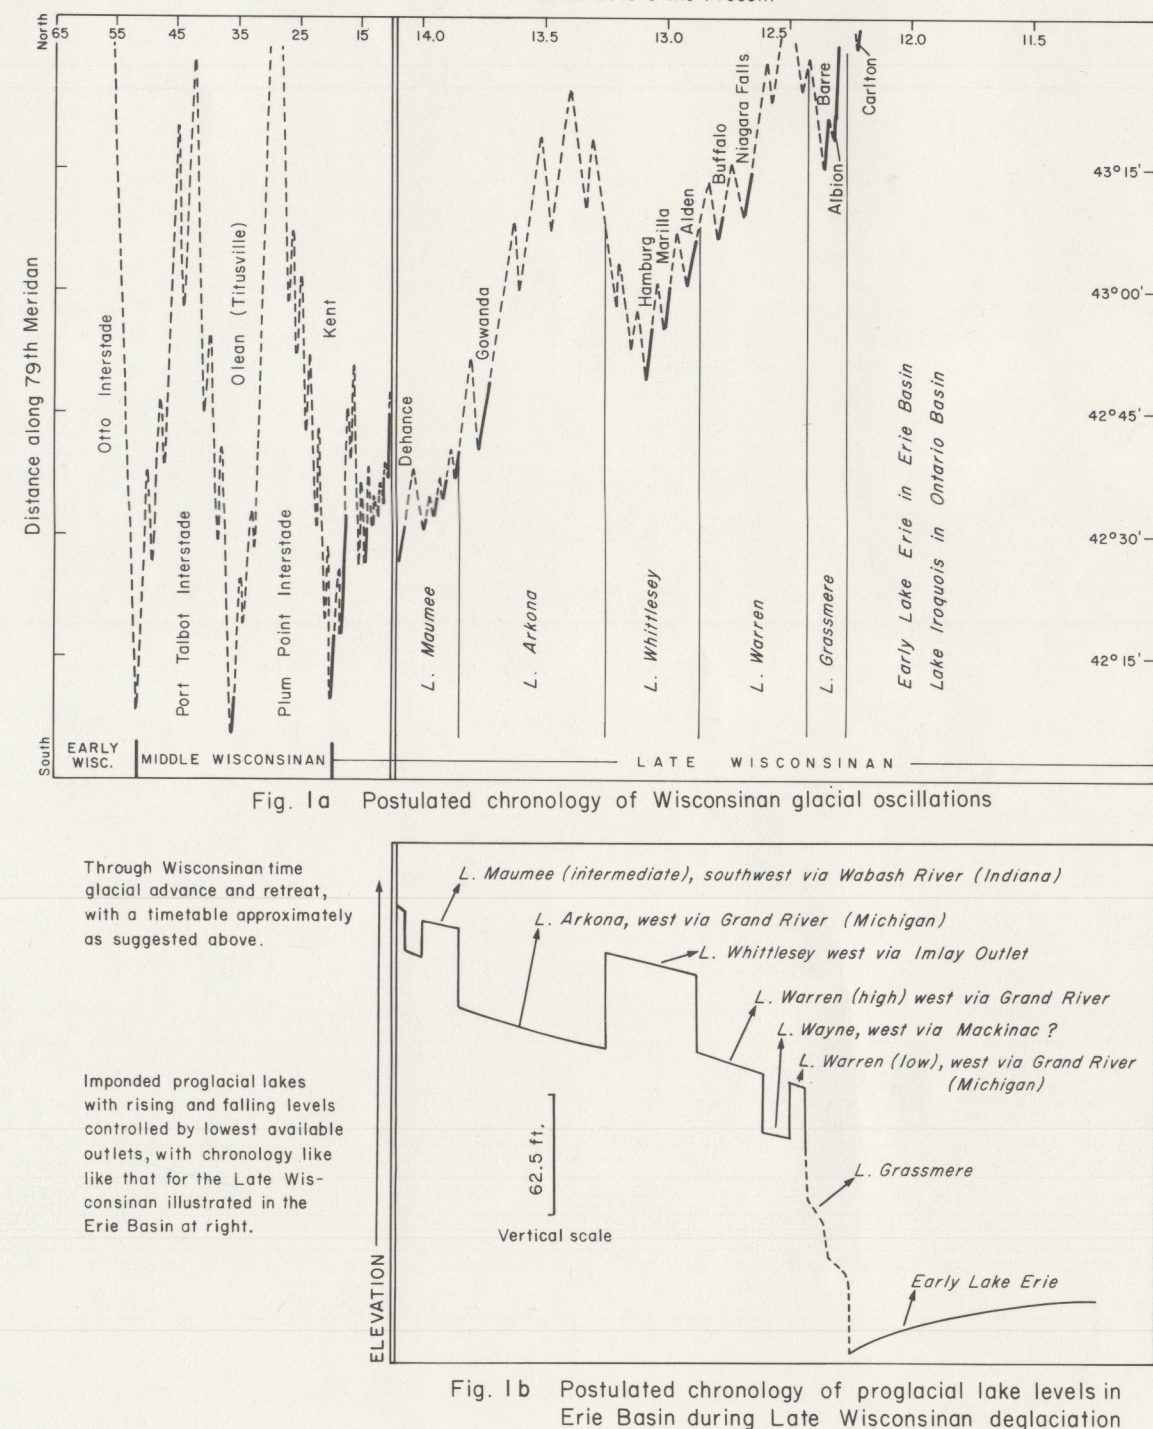 North
65 55 45 35 25 15 14.0 13.5 13.0 12.5 12.0 11.5
Distance along 79th Meridan
South
Otto Interstade
Port Talbot Interstade
Olean (Titusville)
Plum Point Interstade
Kent
Dehance
Gowanda
Hamburg
Marilla
Alden
Buffalo
Niagara Falls
Barre
Albion
Carlton
43°15'
43°00'
42°45'
42°30'
42°15'
L. Maumee
L. Arkona
L. Whittlesey
L. Warren
L. Grassmere
Early Lake Erie in Erie Basin
Lake Iroquois in Ontario Basin
EARLY
WISC.
MIDDLE WISCONSINAN
LATE WISCONSINAN
Fig. 1a Postulated chronology of Wisconsinan glacial oscillations
Through Wisconsinan time
glacial advance and retreat,
with a timetable approximately
as suggested above.
Imponded proglacial lakes
with rising and falling levels
controlled by lowest available
outlets, with chronology like
like that for the Late Wis-
consinan illustrated in the
Erie Basin at right.
ELEVATION
L. Maumee (intermediate), southwest via Wabash River (Indiana)
L. Arkona, west via Grand River (Michigan)
L. Whittlesey west via Imlay Outlet
L. Warren (high) west via Grand River
L. Wayne, west via Mackinac ?
L. Warren (low), west via Grand River
(Michigan)
62.5 ft.
Vertical scale
L. Grassmere
Early Lake Erie
Fig. 1b Postulated chronology of proglacial lake levels in
Erie Basin during Late Wisconsinan deglaciation